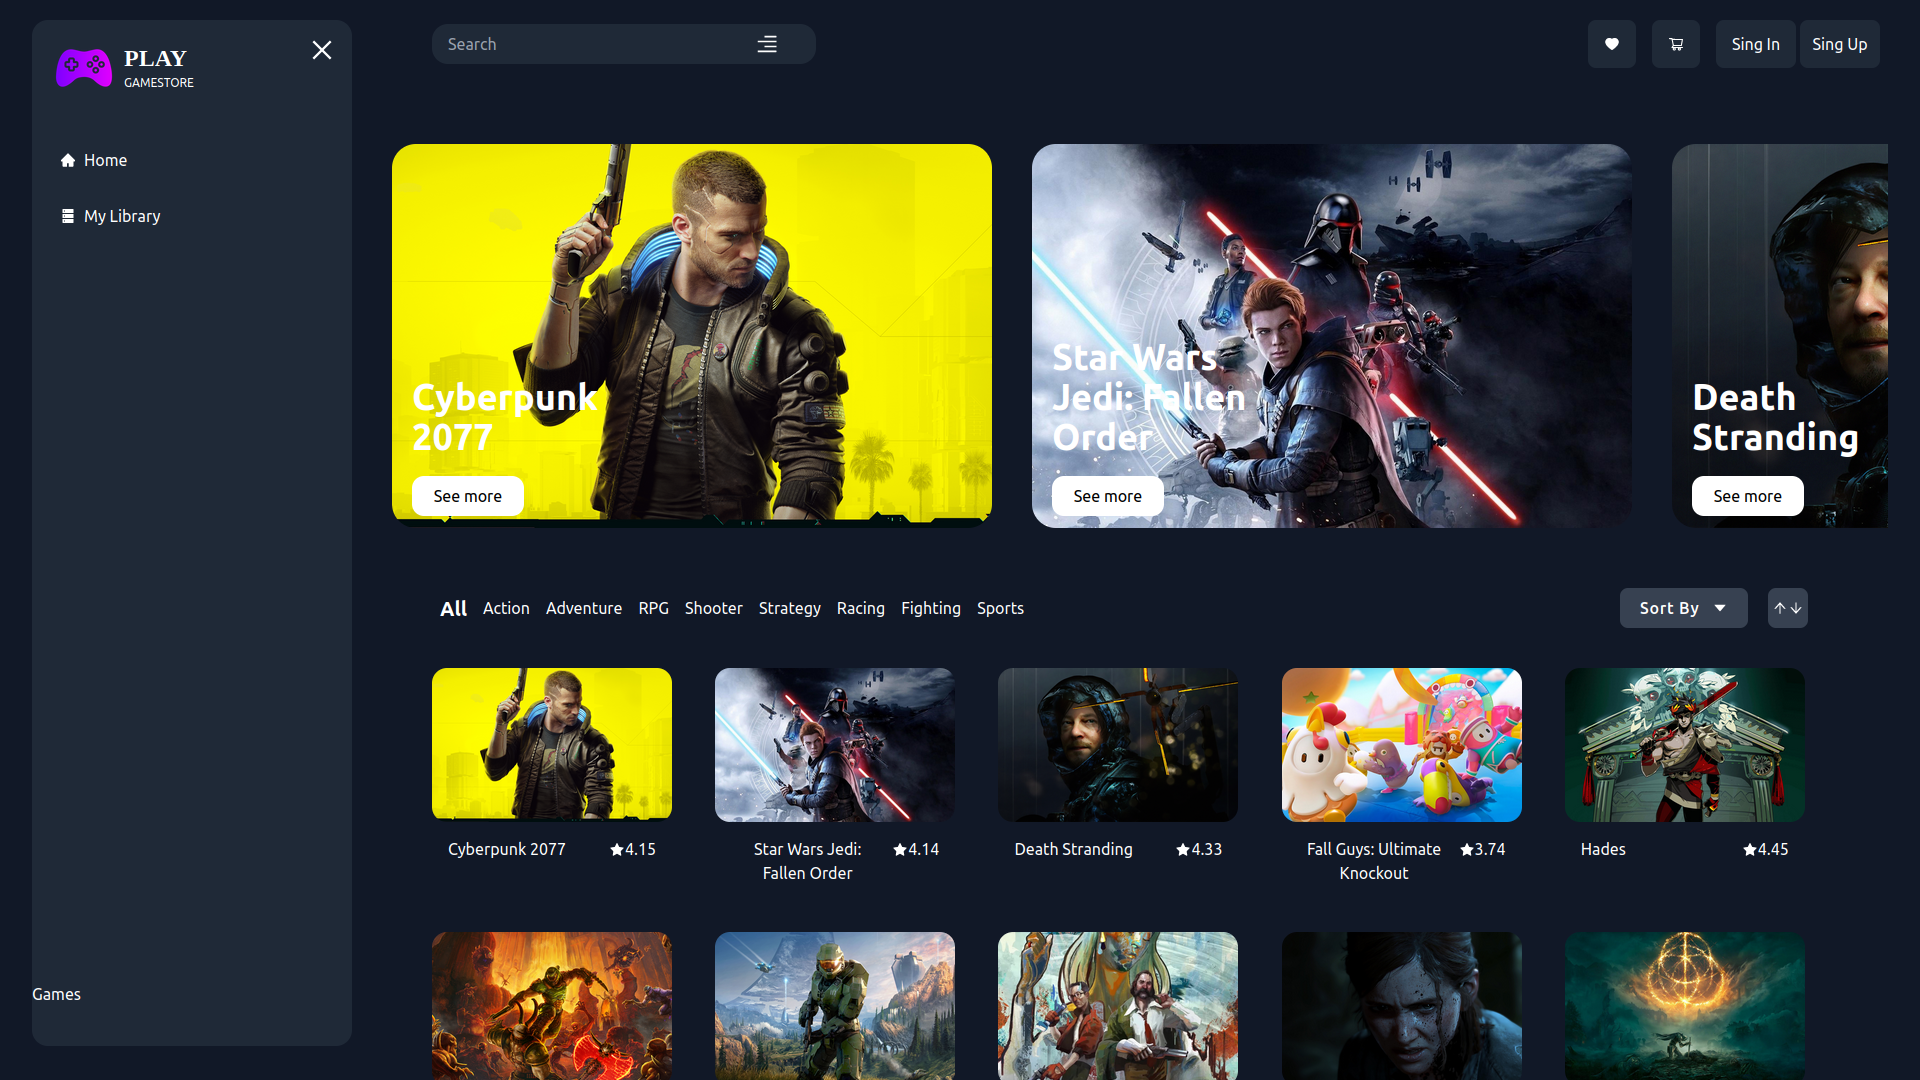 PLAY
GAMESTORE
Home
My Library
Games
Search
Sing In
Sing Up
Cyberpunk
2077
See more
Star Wars
Jedi: Fallen
Order
See more
Death
Stranding
See more
All Action Adventure RPG Shooter Strategy Racing Fighting Sports
Sort By
Cyberpunk 2077 4.15
Star Wars Jedi: 4.14
Fallen Order
Death Stranding 4.33
Fall Guys: Ultimate 3.74
Knockout
Hades 4.45